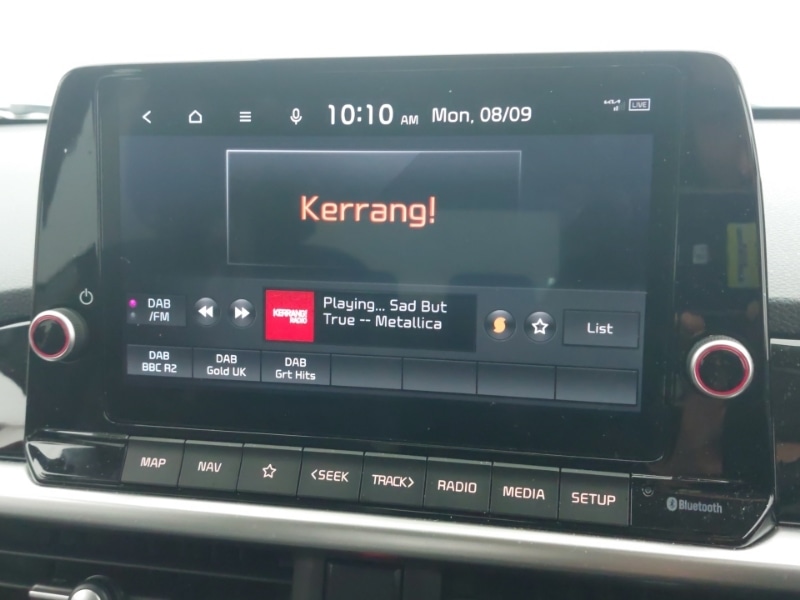 10:10 AM Mon, 08/09 LIVE
Kerrang!
DAB
/FM
KERRANG!
RADIO
Playing... Sad But
True -- Metallica
List
DAB
BBC R2
DAB
Gold UK
DAB
Grt Hits
MAP NAV <SEEK TRACK> RADIO MEDIA SETUP
Bluetooth